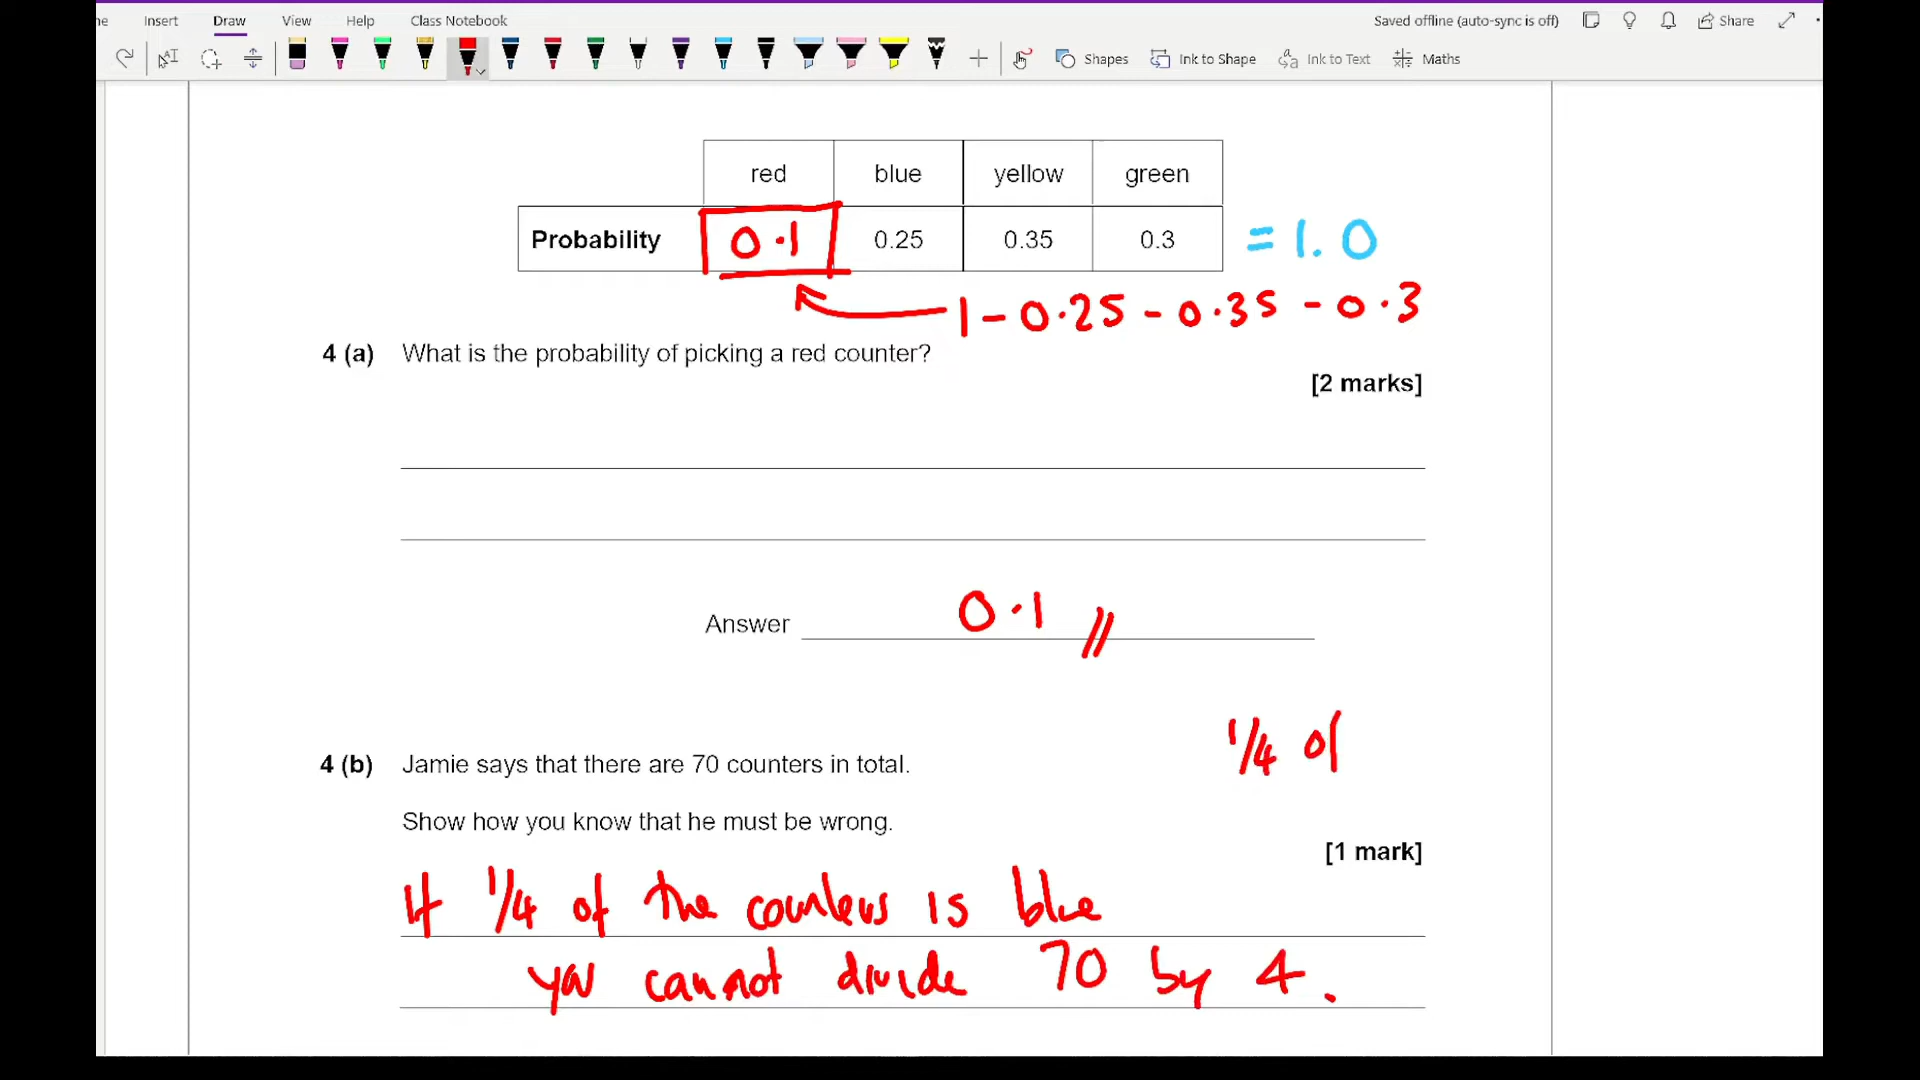 Insert Draw View Help Class Notebook Saved offline (auto-sync is off) Share
Shapes Ink to Shape Ink to Text Maths
red blue yellow green
Probability 0.1 0.25 0.35 0.3 = 1.0
1 - 0.25 - 0.35 - 0.3
4 (a) What is the probability of picking a red counter?
[2 marks]
Answer 0.1 //
1/4 of
4 (b) Jamie says that there are 70 counters in total.
Show how you know that he must be wrong.
[1 mark]
If 1/4 of the counters is blue
you cannot divide 70 by 4.